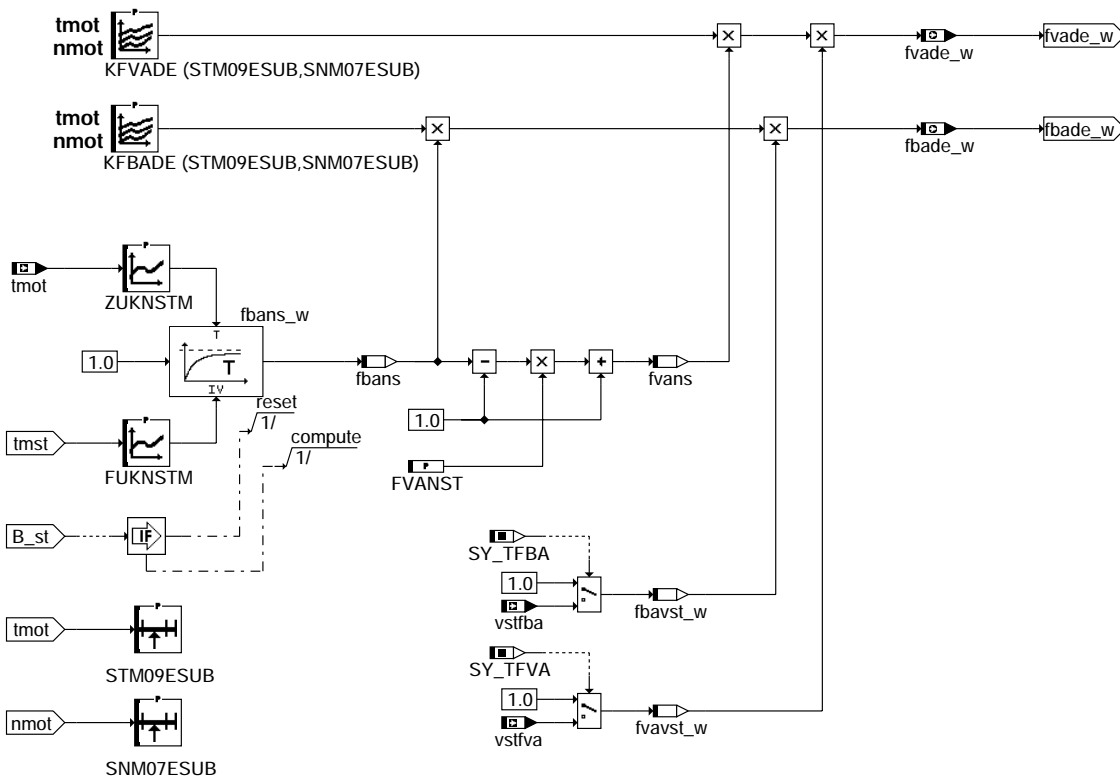 P
tmot
nmot
KFVADE (STM09ESUB,SNM07ESUB)
fvade_w
fvade_w
P
tmot
nmot
KFBADE (STM09ESUB,SNM07ESUB)
fbade_w
fbade_w
P
tmot
ZUKNSTM
fbans_w
T
1.0
T
IV
fbans
fvans
reset
1/
1.0
P
tmst
FUKNSTM
compute
1/
P
FVANST
B_st
IF
SY_TFBA
1.0
vstfba
fbavst_w
P
tmot
STM09ESUB
SY_TFVA
1.0
vstfva
fvavst_w
P
nmot
SNM07ESUB